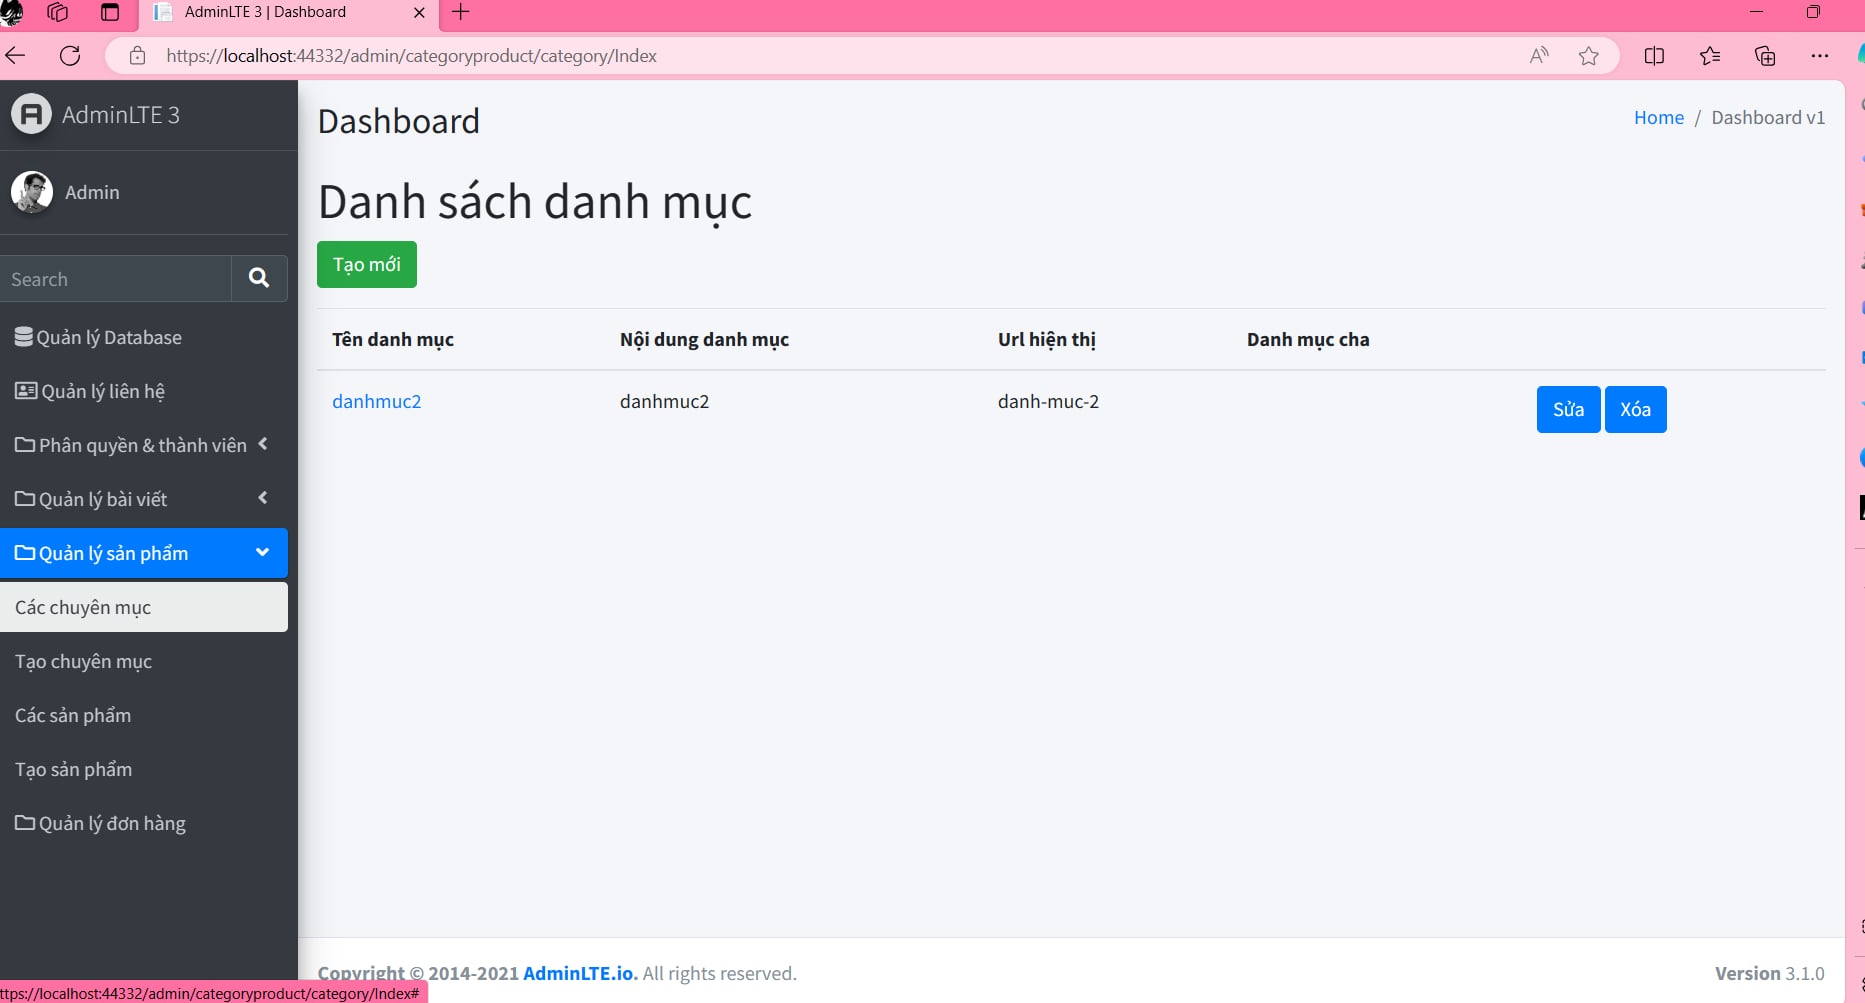 AdminLTE 3 | Dashboard
https://localhost:44332/admin/categoryproduct/category/Index
AdminLTE 3
Admin
Search
Quản lý Database
Quản lý liên hệ
Phân quyền & thành viên
Quản lý bài viết
Quản lý sản phẩm
Các chuyên mục
Tạo chuyên mục
Các sản phẩm
Tạo sản phẩm
Quản lý đơn hàng
Dashboard
Home / Dashboard v1
Danh sách danh mục
Tạo mới
Tên danh mục Nội dung danh mục Url hiện thị Danh mục cha
danhmuc2 danhmuc2 danh-muc-2 Sửa Xóa
Copyright © 2014-2021 AdminLTE.io. All rights reserved.
Version 3.1.0
ttps://localhost:44332/admin/categoryproduct/category/Index#